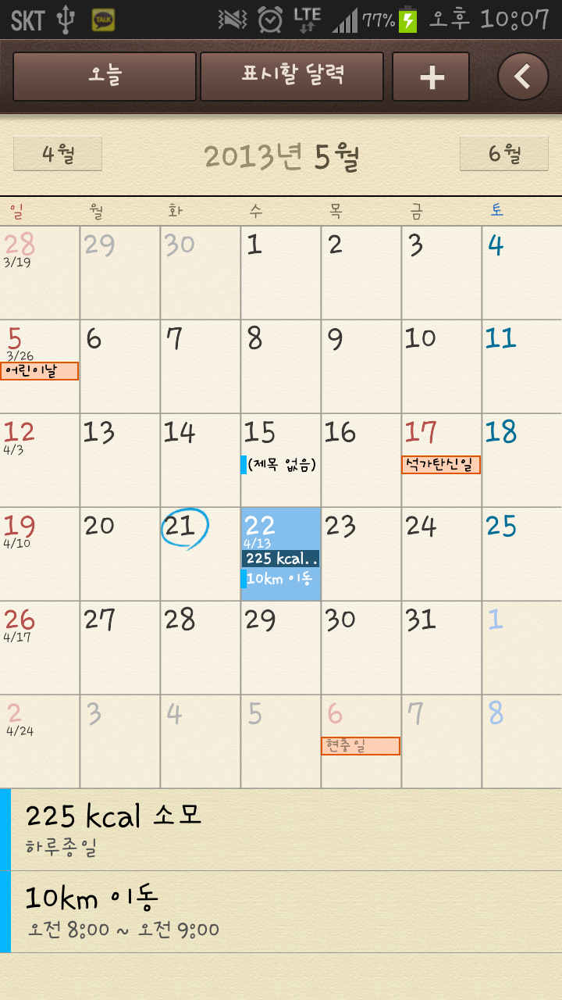 SKT TALK LTE 77% 오후 10:07
오늘 표시할 달력 +
4월 2013년 5월 6월
일 월 화 수 목 금 토
28 29 30 1 2 3 4
3/19
5 6 7 8 9 10 11
3/26
어린이날
12 13 14 15 16 17 18
4/3
(제목 없음) 석가탄신일
19 20 21 22 23 24 25
4/10 4/13
225 kcal..
10km 이동
26 27 28 29 30 31 1
4/17
2 3 4 5 6 7 8
4/24
현충일
225 kcal 소모
하루종일
10km 이동
오전 8:00 ~ 오전 9:00